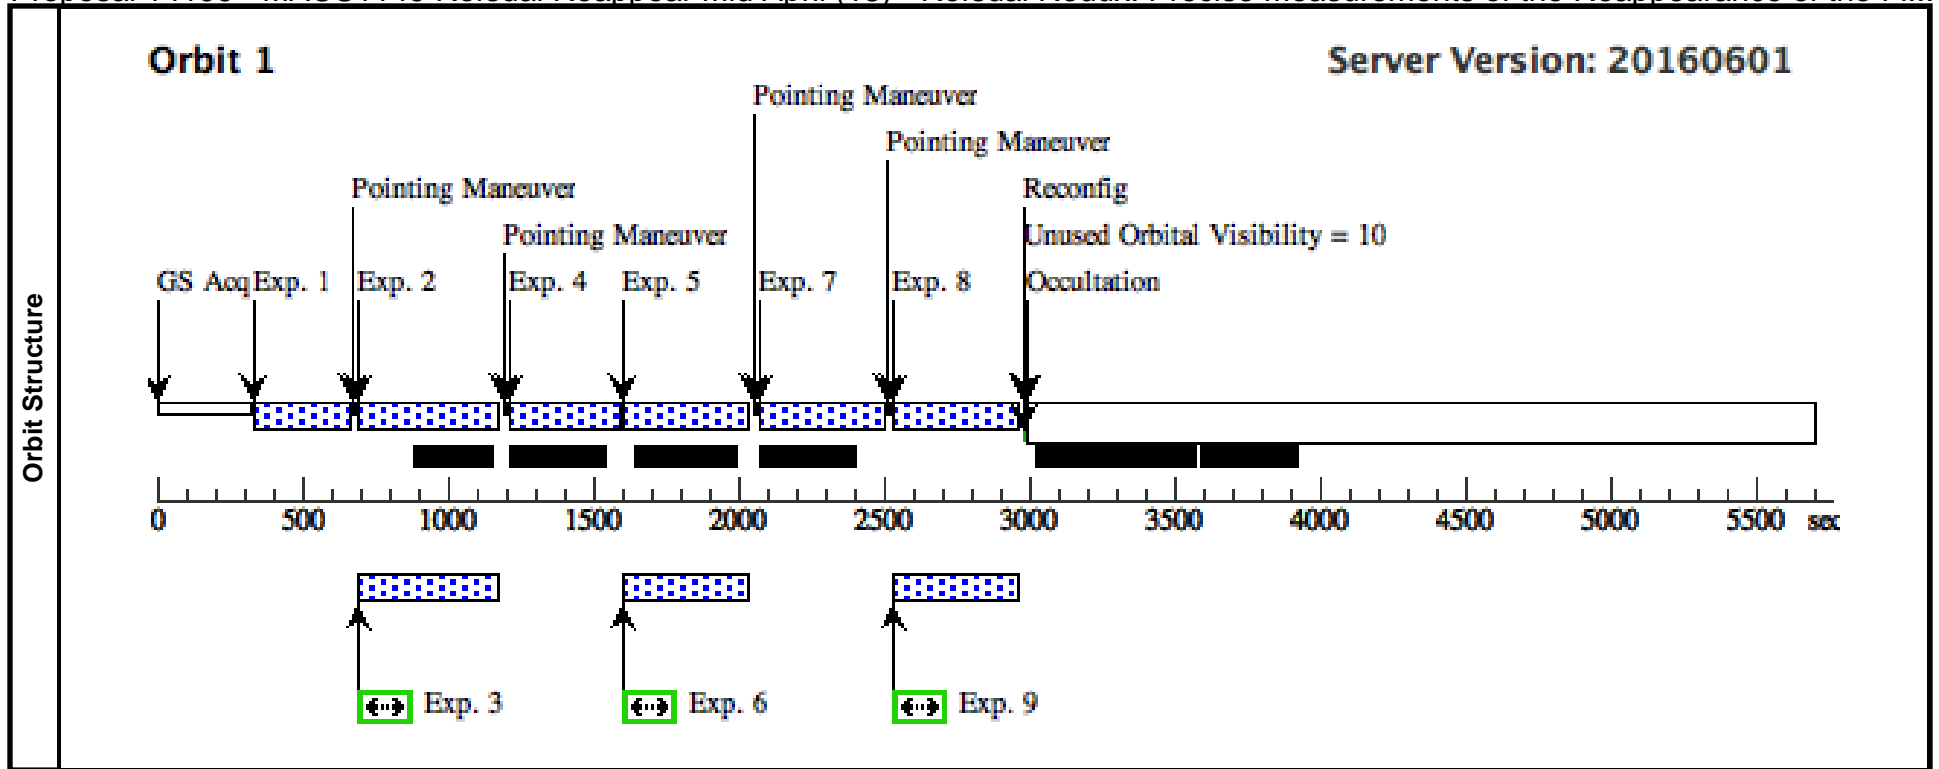 Orbit 1
Server Version: 20160601
Pointing Maneuver
Pointing Maneuver
Pointing Maneuver
Reconfig
Pointing Maneuver
Unused Orbital Visibility = 10
GS Acq Exp. 1 Exp. 2 Exp. 4 Exp. 5 Exp. 7 Exp. 8 Occultation
Orbit Structure
0 500 1000 1500 2000 2500 3000 3500 4000 4500 5000 5500 sec
Exp. 3 Exp. 6 Exp. 9